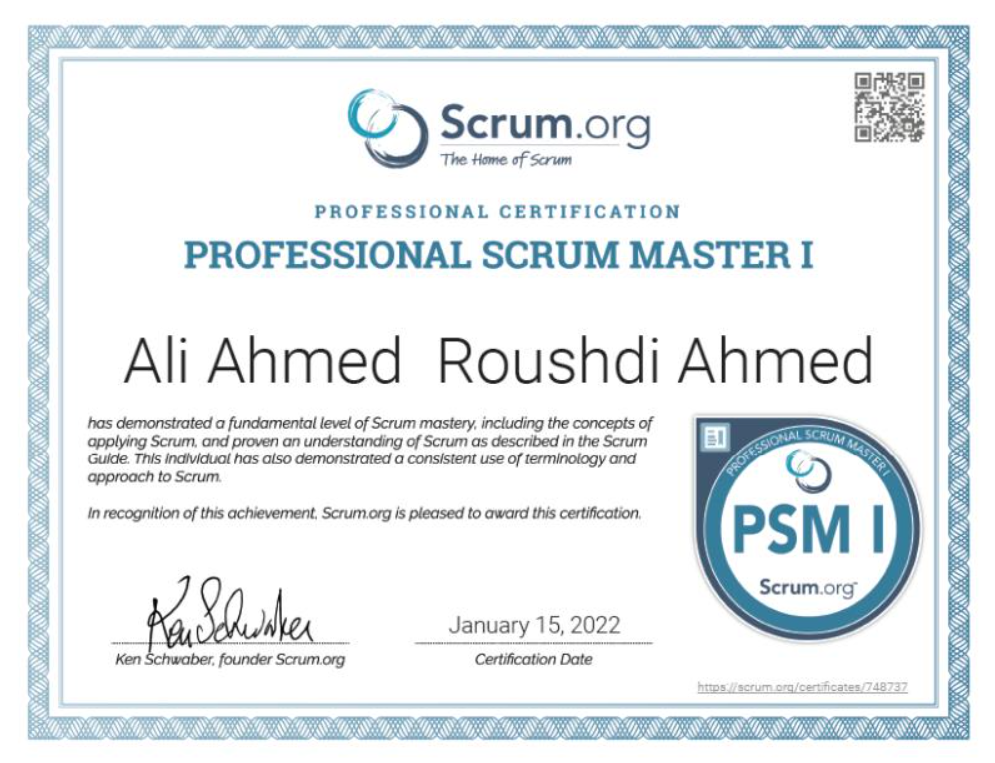 Scrum.org
The Home of Scrum
PROFESSIONAL CERTIFICATION
PROFESSIONAL SCRUM MASTER I
Ali Ahmed Roushdi Ahmed
has demonstrated a fundamental level of Scrum mastery, including the concepts of
applying Scrum, and proven an understanding of Scrum as described in the Scrum
Guide. This individual has also demonstrated a consistent use of terminology and
approach to Scrum.
In recognition of this achievement, Scrum.org is pleased to award this certification.
PROFESSIONAL SCRUM MASTER I
PSM I
Scrum.org
Ken Schwaber
Ken Schwaber, founder Scrum.org
January 15, 2022
Certification Date
https://scrum.org/certificates/748737